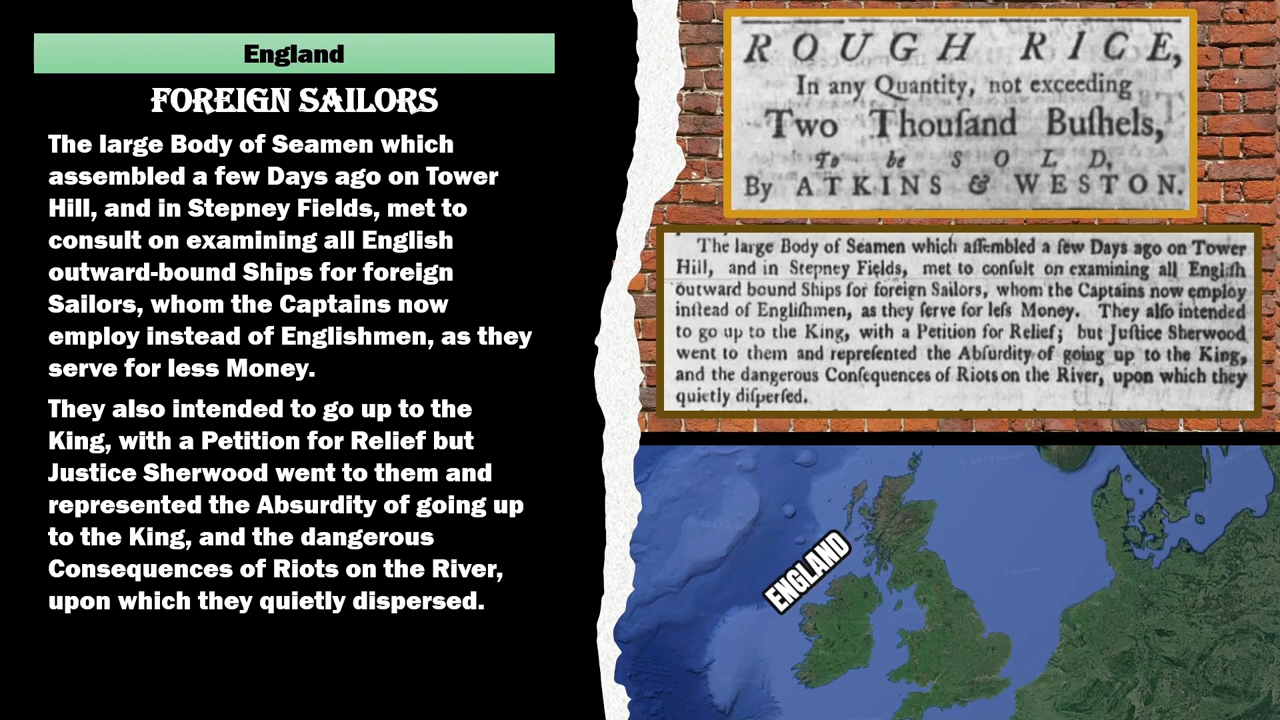 England
FOREIGN SAILORS
The large Body of Seamen which
assembled a few Days ago on Tower
Hill, and in Stepney Fields, met to
consult on examining all English
outward-bound Ships for foreign
Sailors, whom the Captains now
employ instead of Englishmen, as they
serve for less Money.
They also intended to go up to the
King, with a Petition for Relief but
Justice Sherwood went to them and
represented the Absurdity of going up
to the King, and the dangerous
Consequences of Riots on the River,
upon which they quietly dispersed.
ROUGH RICE,
In any Quantity, not exceeding
Two Thouſand Buſhels,
To be SOLD,
By ATKINS & WESTON.
The large Body of Seamen which aſſembled a few Days ago on Tower
Hill, and in Stepney Fields, met to conſult on examining all Engliſh
outward bound Ships for foreign Sailors, whom the Captains now employ
inſtead of Engliſhmen, as they ſerve for leſs Money. They alſo intended
to go up to the King, with a Petition for Relief; but Juſtice Sherwood
went to them and repreſented the Abſurdity of going up to the King,
and the dangerous Conſequences of Riots on the River, upon which they
quietly diſperſed.
ENGLAND